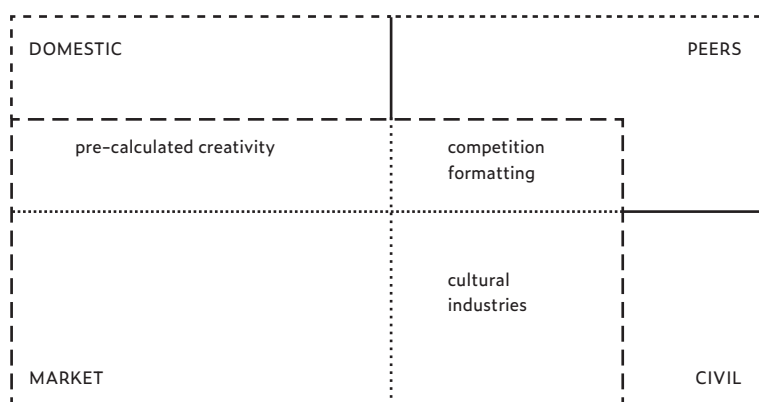 DOMESTIC
PEERS
pre-calculated creativity
competition
formatting
cultural
industries
MARKET
CIVIL